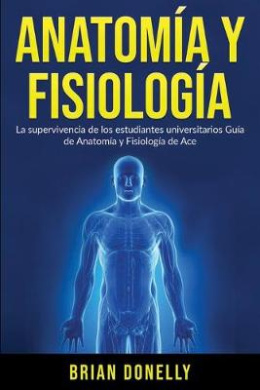 ANATOMÍA Y
FISIOLOGÍA
La supervivencia de los estudiantes universitarios Guía
de Anatomía y Fisiología de Ace
BRIAN DONELLY